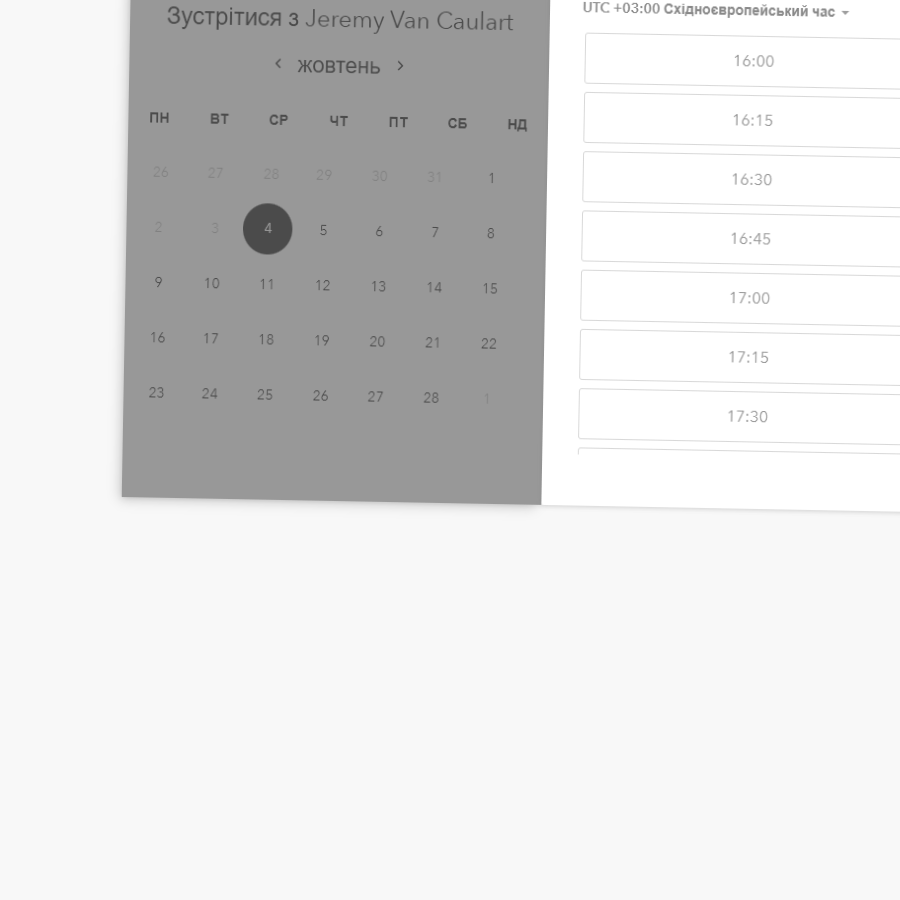 Зустрітися з Jeremy Van Caulart
жовтень
ПН ВТ СР ЧТ ПТ СБ НД
26 27 28 29 30 31 1
2 3 4 5 6 7 8
9 10 11 12 13 14 15
16 17 18 19 20 21 22
23 24 25 26 27 28 1
UTC +03:00 Східноєвропейський час
16:00
16:15
16:30
16:45
17:00
17:15
17:30